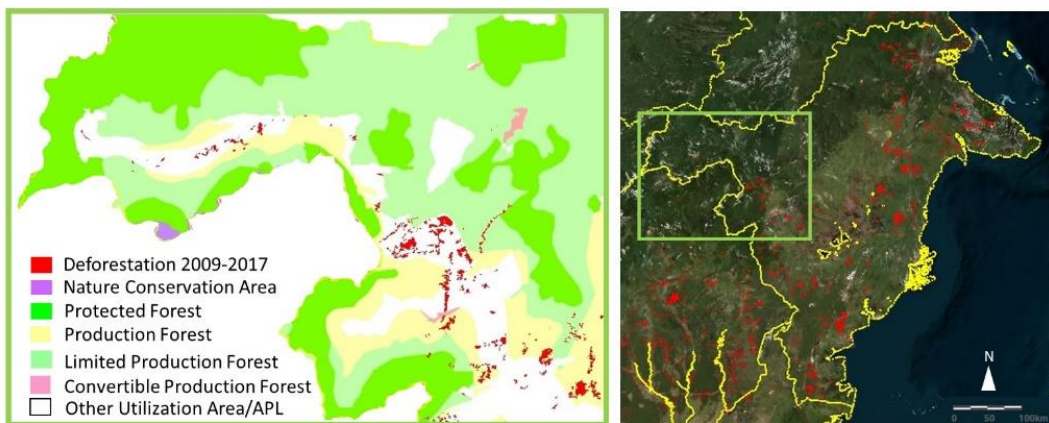 Deforestation 2009-2017
Nature Conservation Area
Protected Forest
Production Forest
Limited Production Forest
Convertible Production Forest
Other Utilization Area/APL
N
0 50 100km